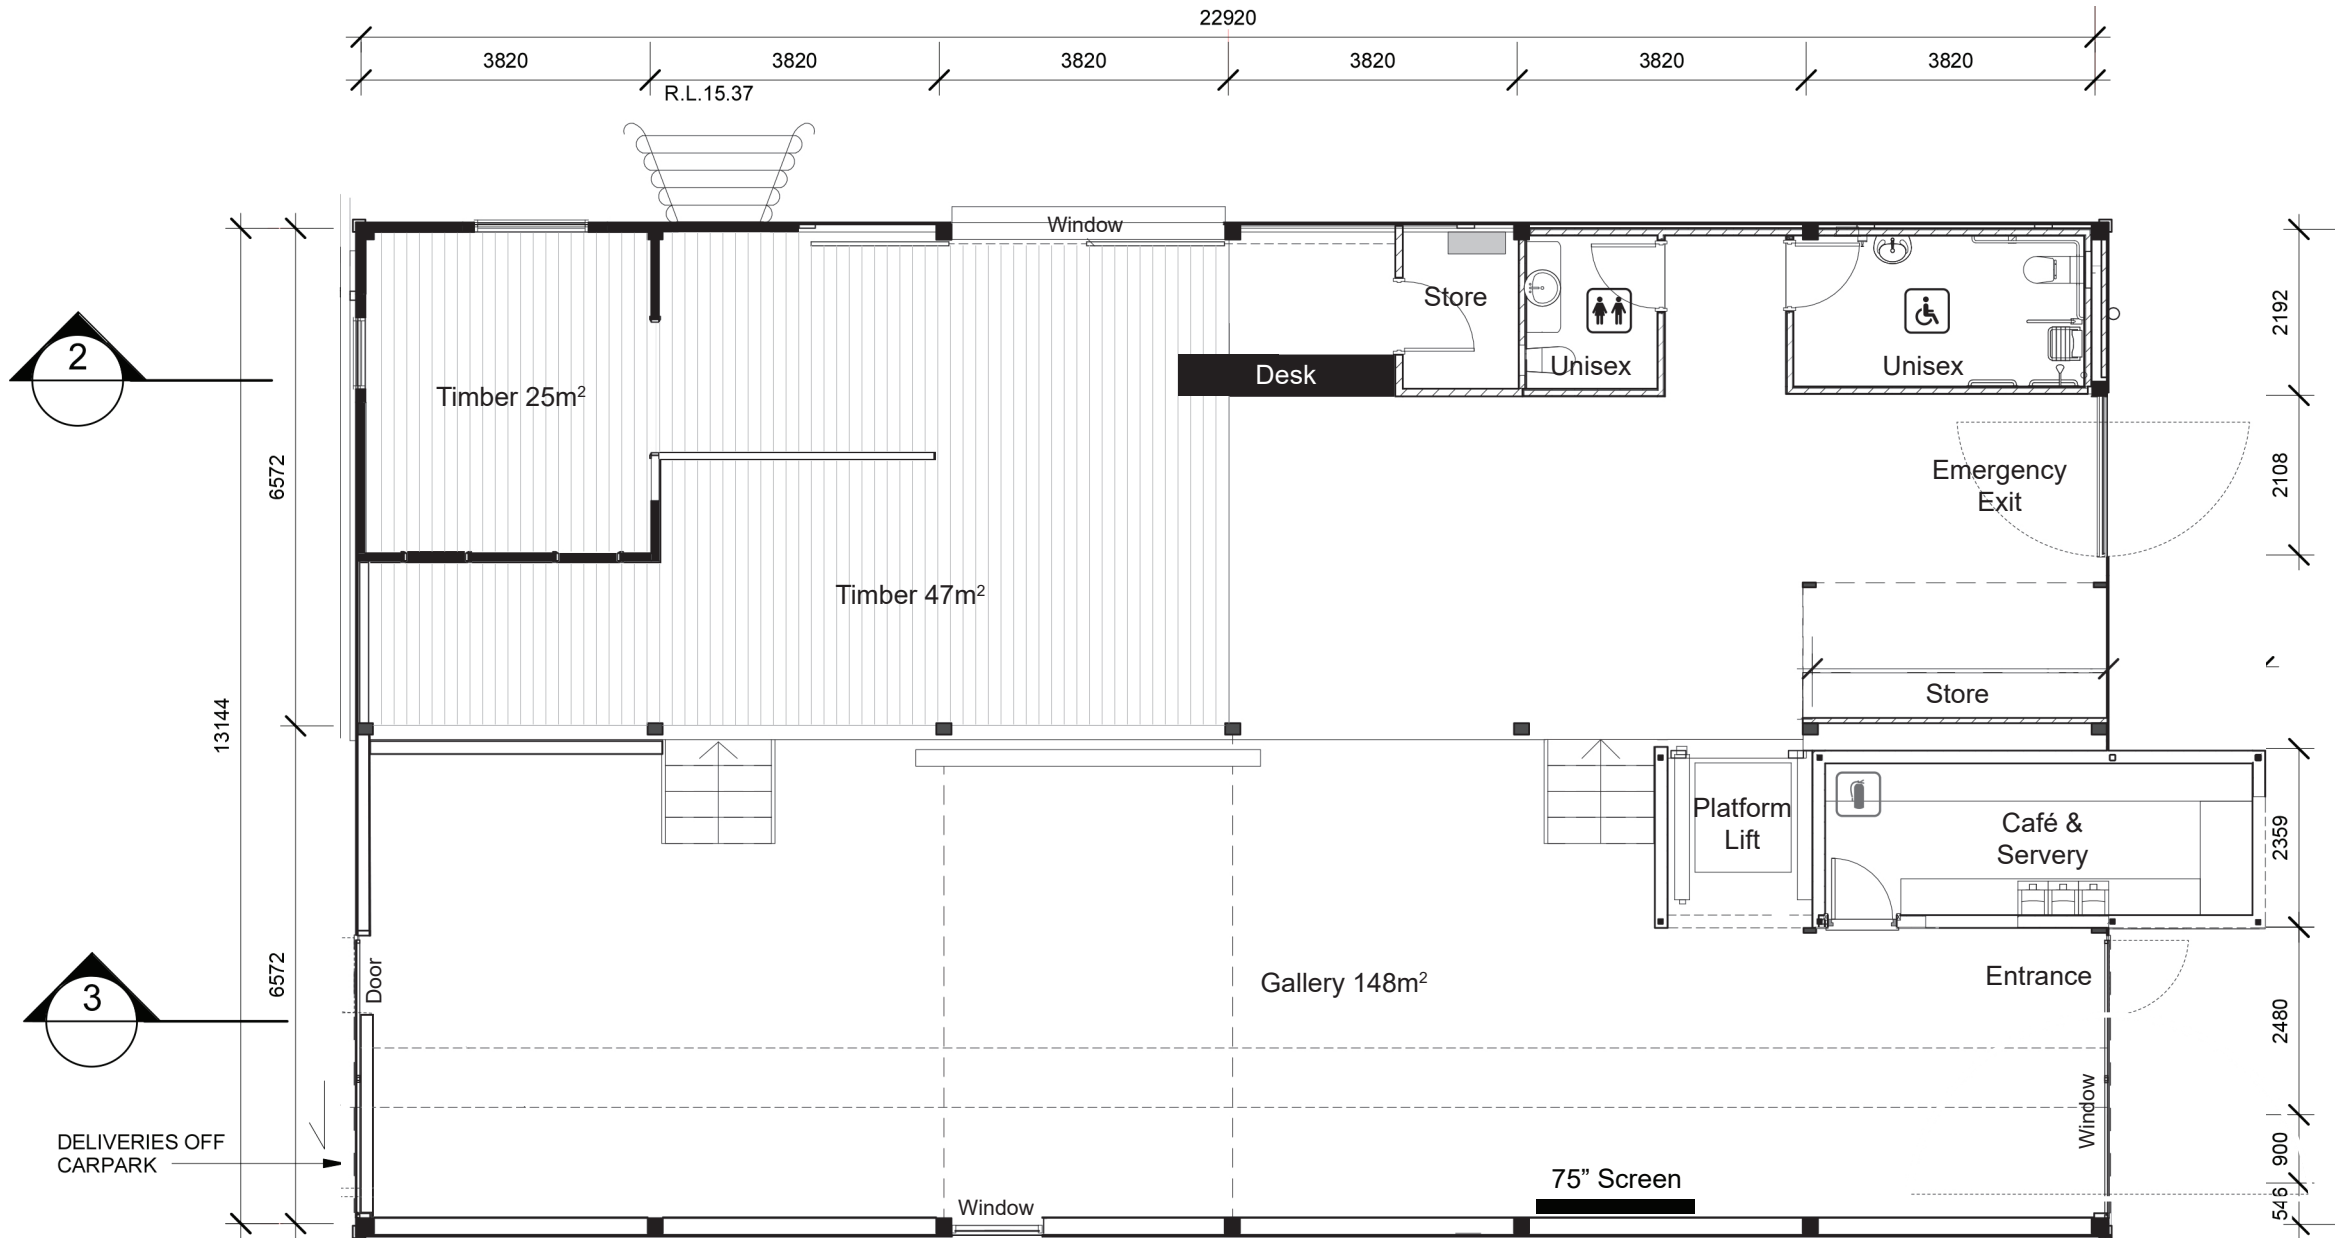 22920
3820 3820 3820 3820 3820 3820
R.L.15.37
Window
2192
Store
2
Unisex
Unisex
Desk
Timber 25m²
6572
2108
Emergency
Exit
Timber 47m²
Store
13144
Platform
Lift
Café &
Servery
2359
3
6572
Door
Gallery 148m²
Entrance
2480
Window
DELIVERIES OFF
CARPARK
900
75” Screen
546
Window